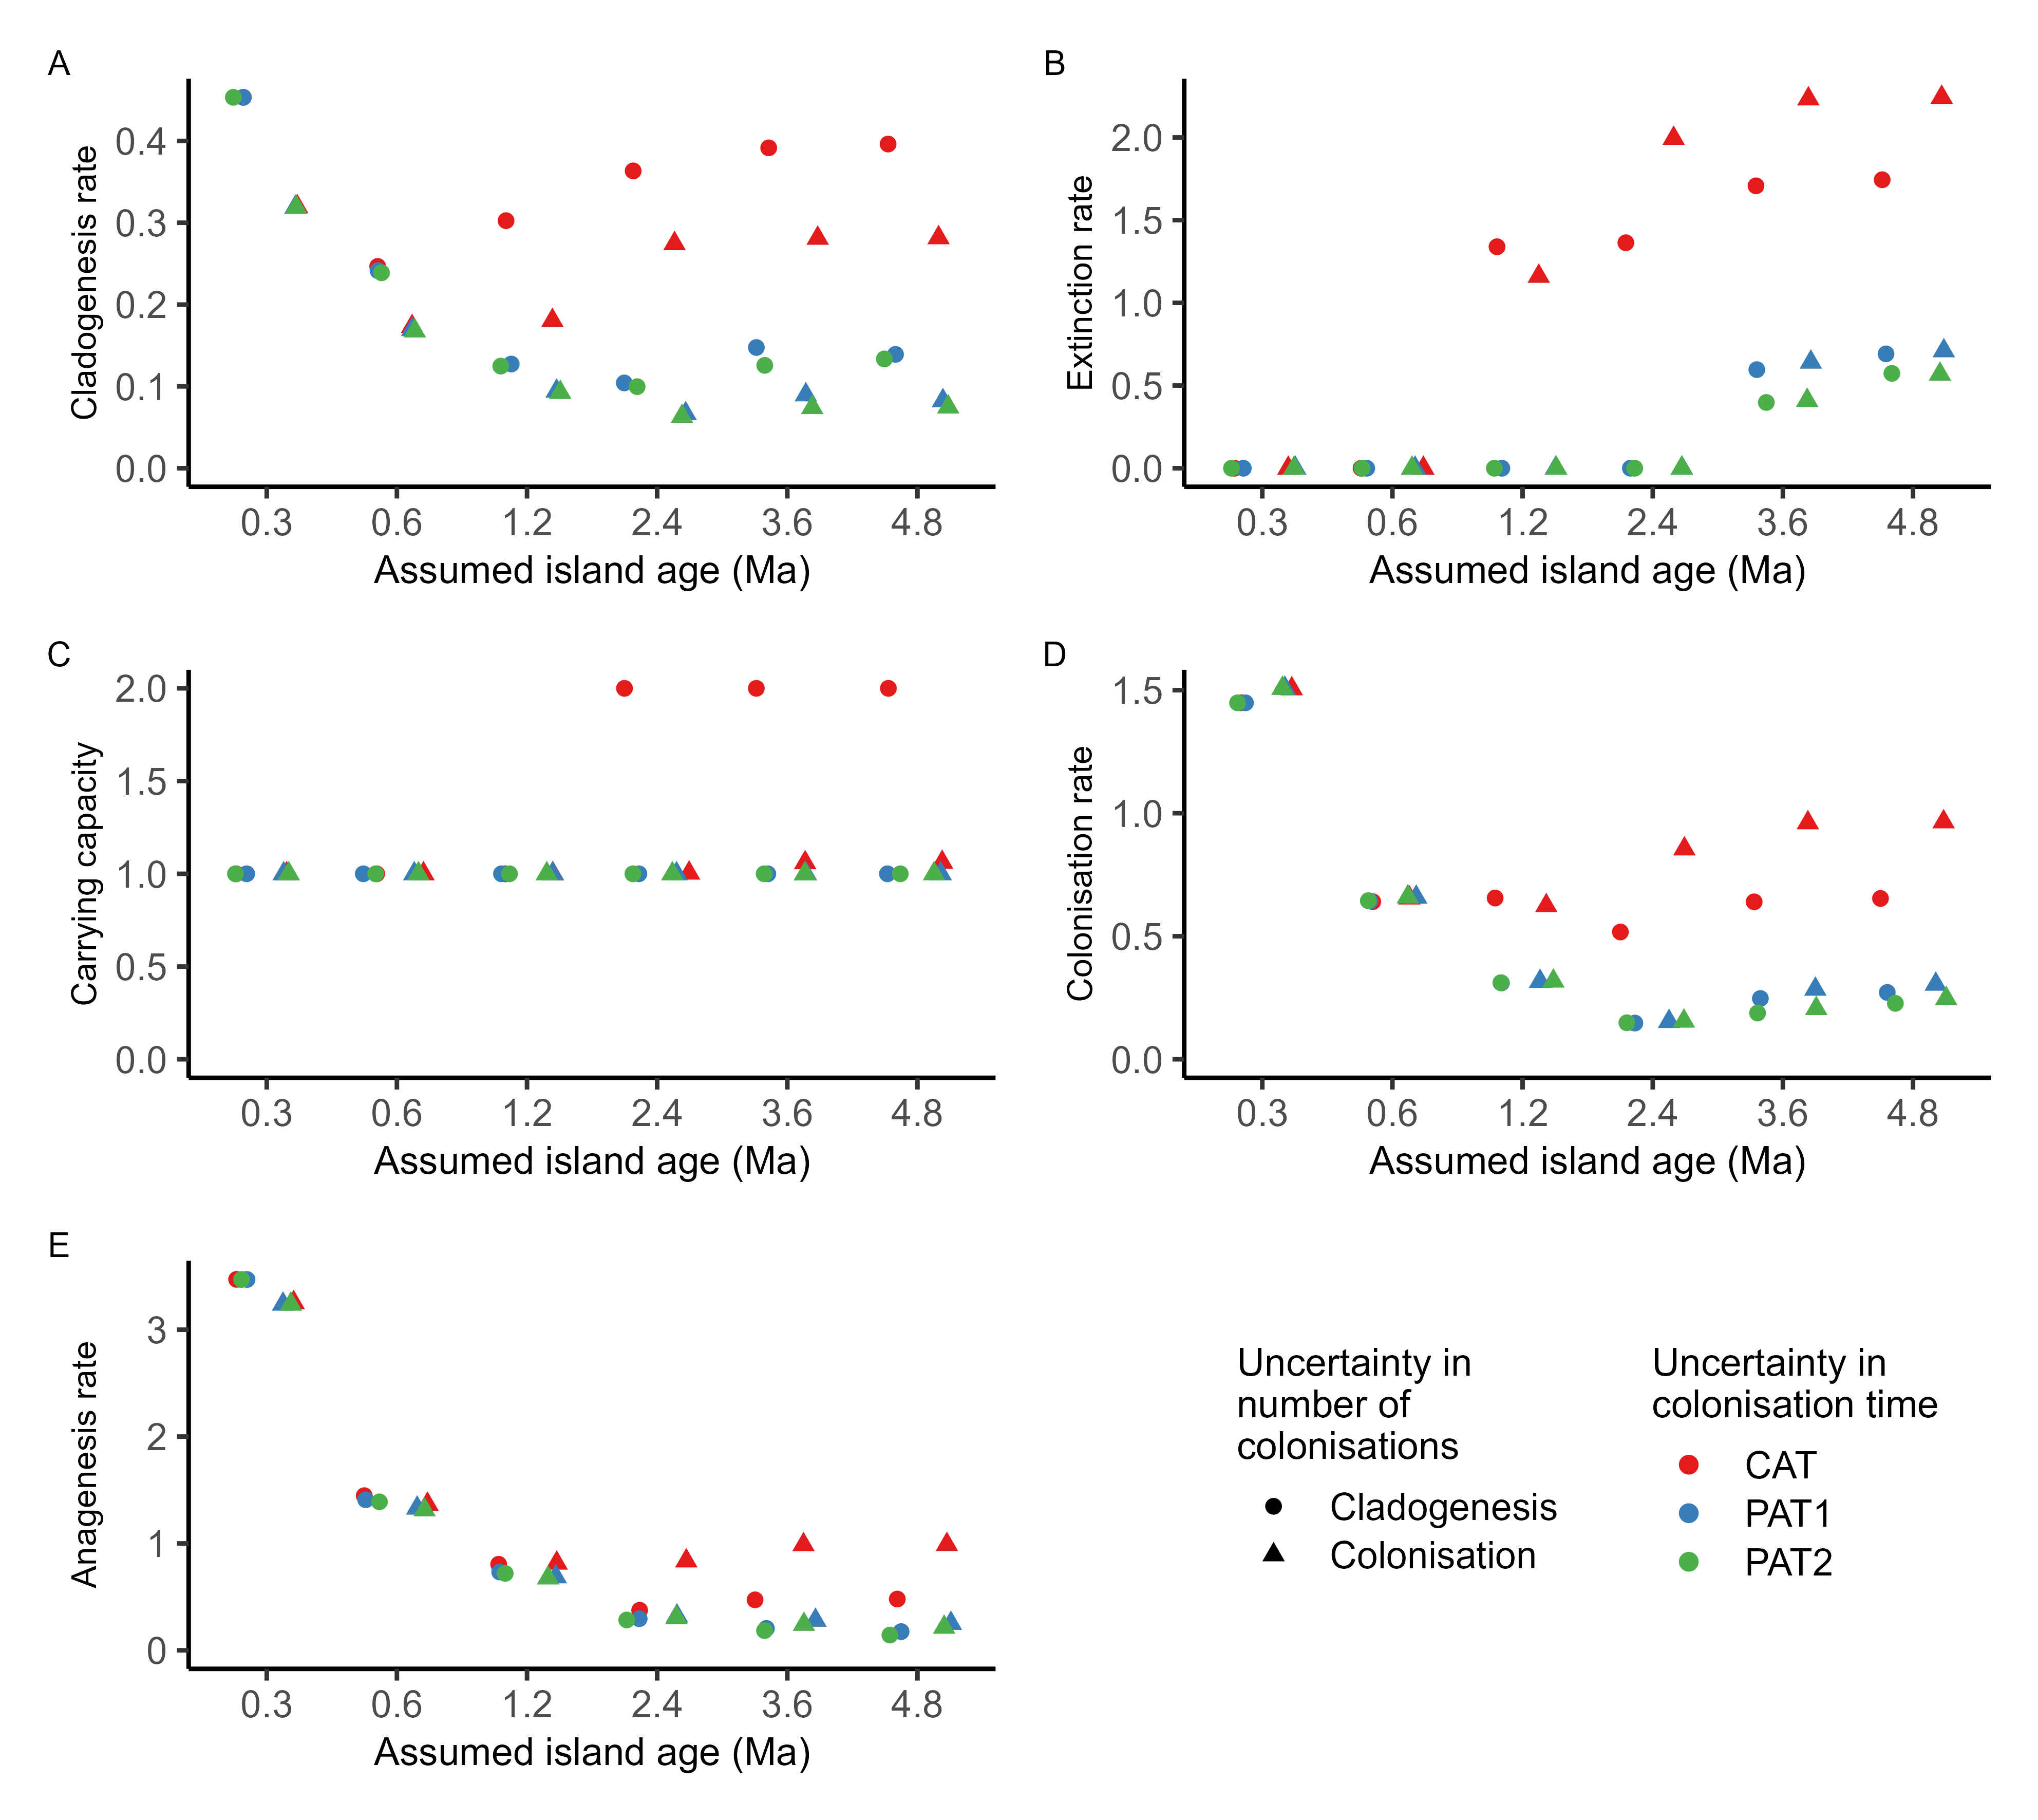 A
Cladogenesis rate
0.4
0.3
0.2
0.1
0.0
0.3 0.6 1.2 2.4 3.6 4.8
Assumed island age (Ma)
B
Extinction rate
2.0
1.5
1.0
0.5
0.0
0.3 0.6 1.2 2.4 3.6 4.8
Assumed island age (Ma)
C
Carrying capacity
2.0
1.5
1.0
0.5
0.0
0.3 0.6 1.2 2.4 3.6 4.8
Assumed island age (Ma)
D
Colonisation rate
1.5
1.0
0.5
0.0
0.3 0.6 1.2 2.4 3.6 4.8
Assumed island age (Ma)
E
Anagenesis rate
3
2
1
0
0.3 0.6 1.2 2.4 3.6 4.8
Assumed island age (Ma)
Uncertainty in
number of
colonisations
Cladogenesis
Colonisation
Uncertainty in
colonisation time
CAT
PAT1
PAT2